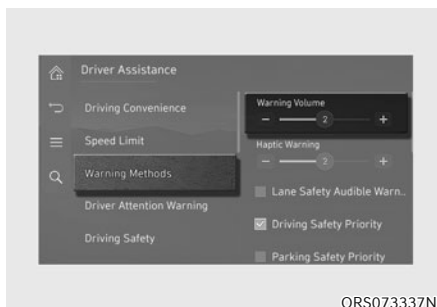 Driver Assistance
Driving Convenience
Speed Limit
Warning Methods
Driver Attention Warning
Driving Safety
Warning Volume
− 2 +
Haptic Warning
− 2 +
Lane Safety Audible Warn..
Driving Safety Priority
Parking Safety Priority
ORS073337N